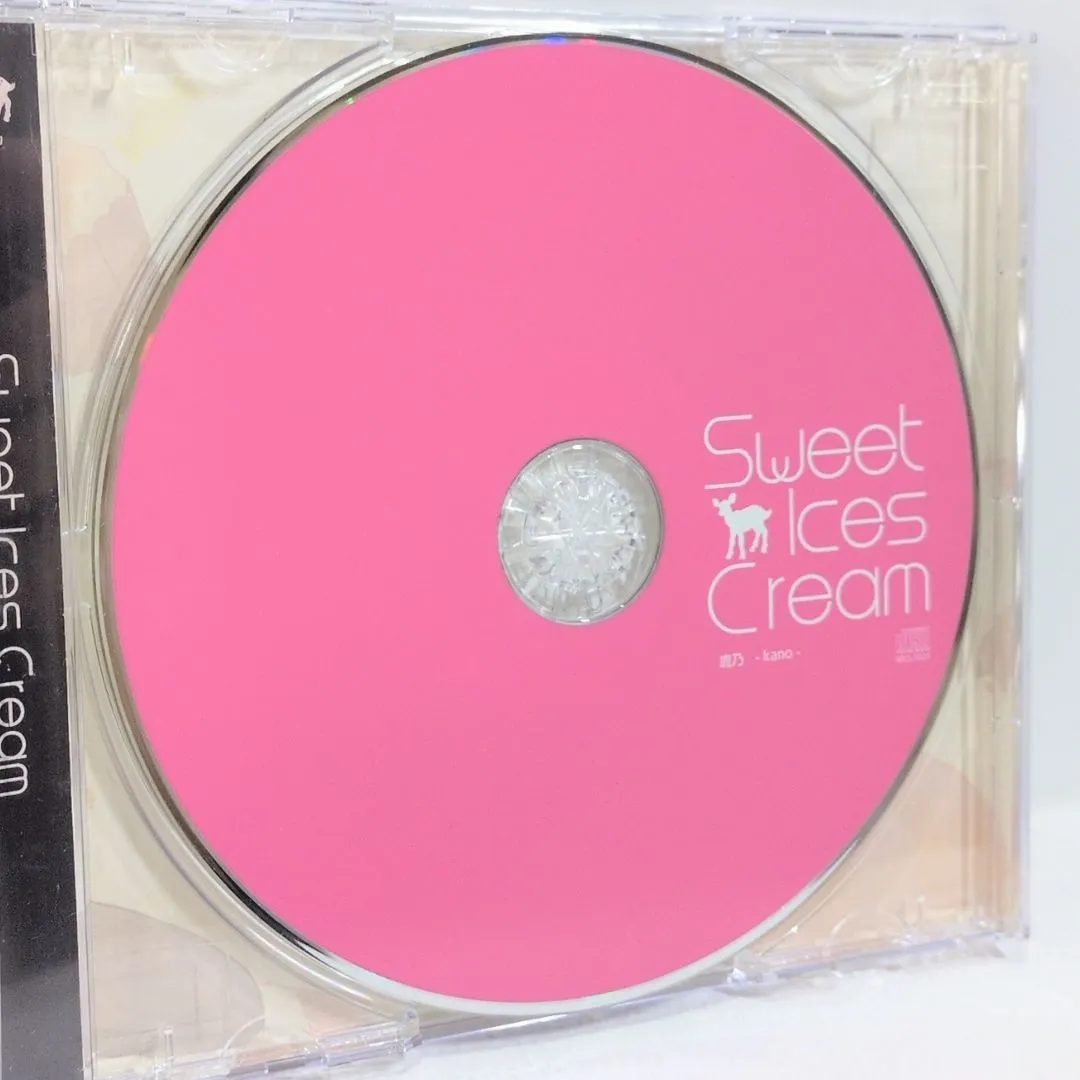 Sweet Ices Cream
Sweet
Ices
Cream
鹿乃 - kano -